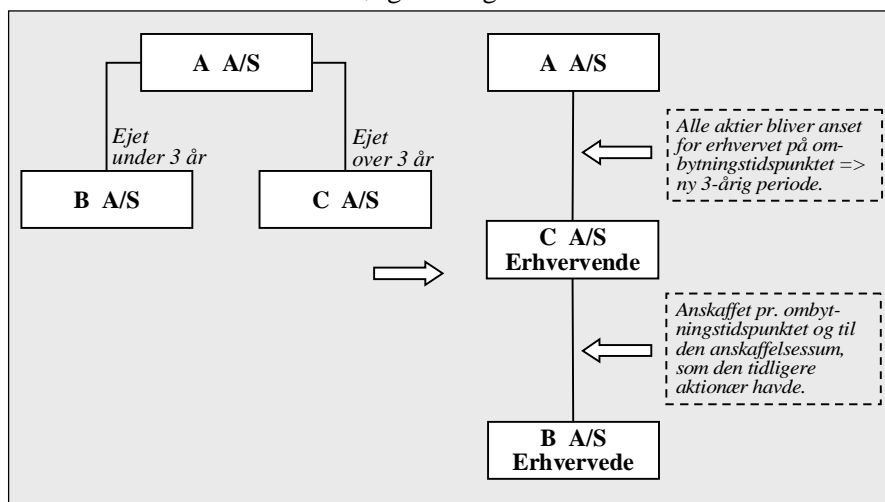 A A/S
Ejet
under 3 år
Ejet
over 3 år
B A/S
C A/S
A A/S
Alle aktier bliver anset
for erhvervet på om-
bytningstidspunktet =>
ny 3-årig periode.
C A/S
Erhvervende
Anskaffet pr. ombyt-
ningstidspunktet og til
den anskaffelsessum,
som den tidligere
aktionær havde.
B A/S
Erhvervede